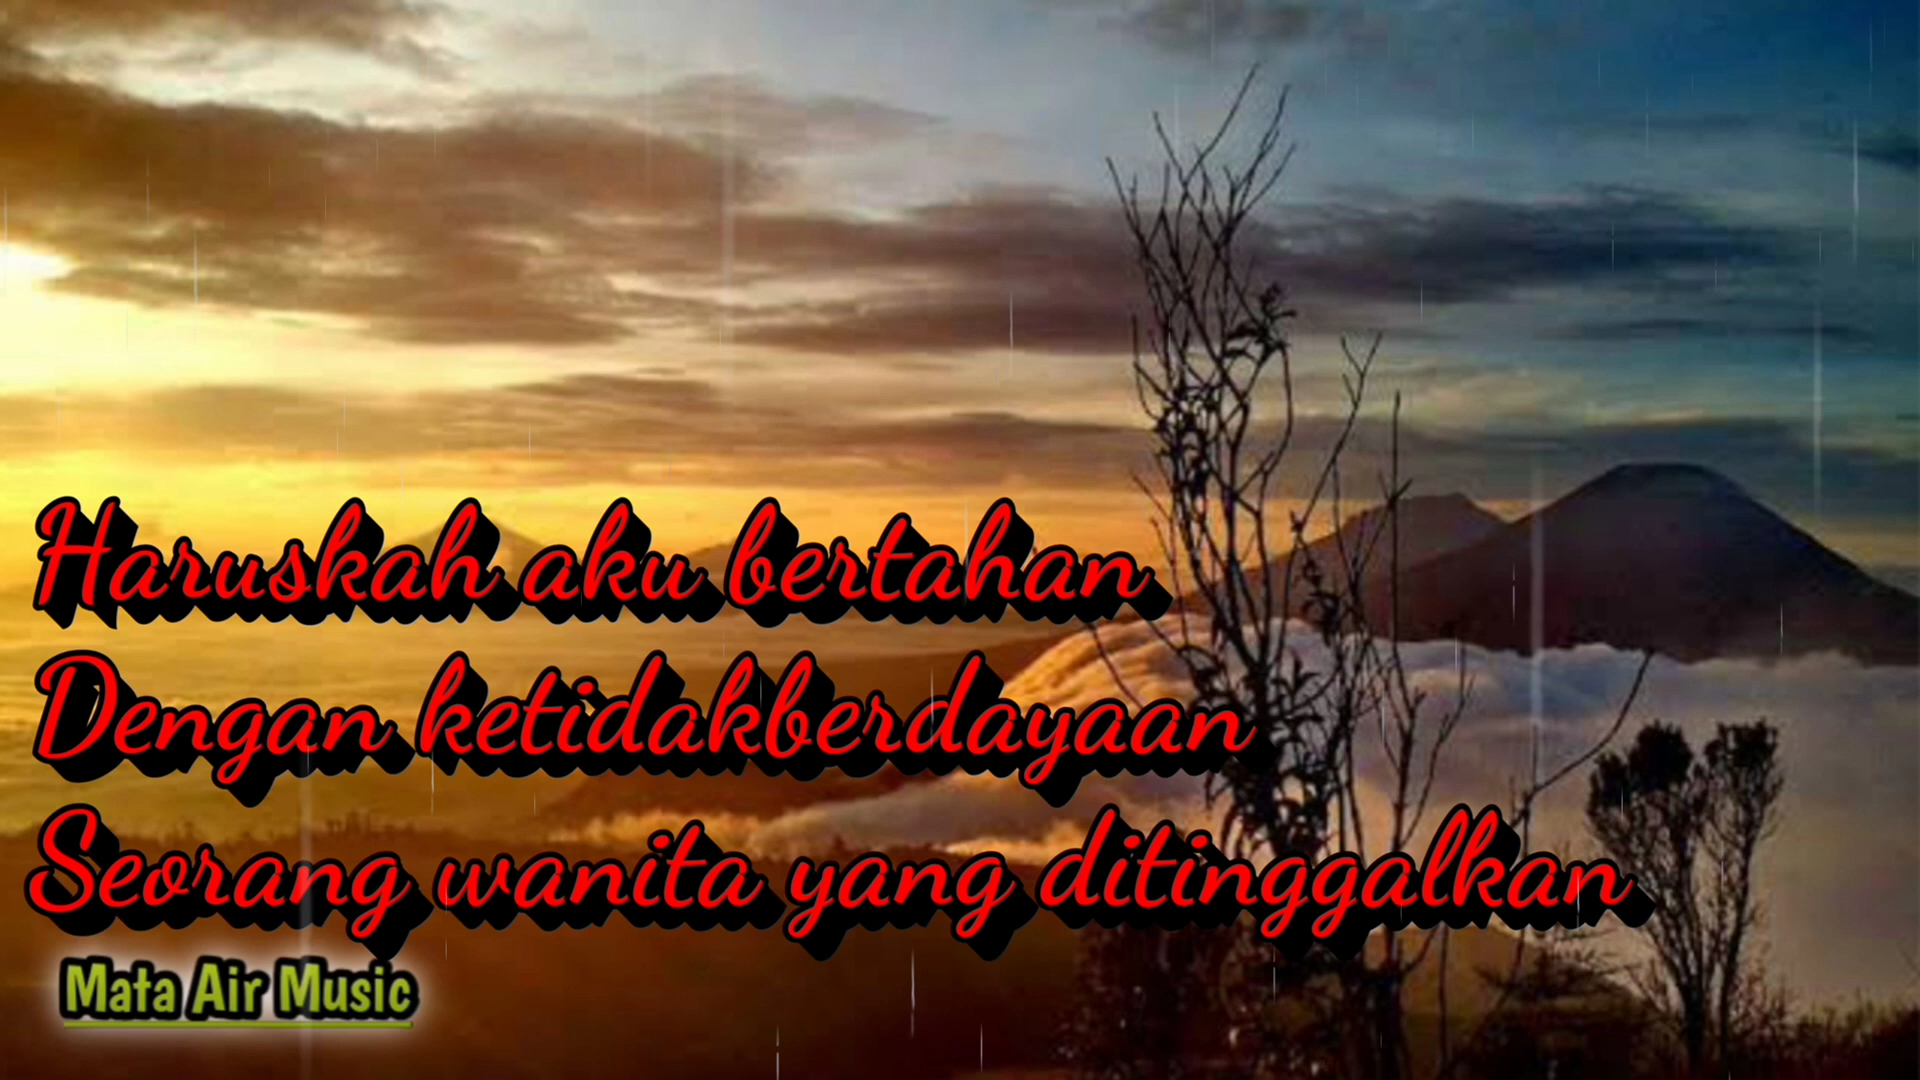 Haruskah aku bertahan
Dengan ketidakberdayaan
Seorang wanita yang ditinggalkan
Mata Air Music